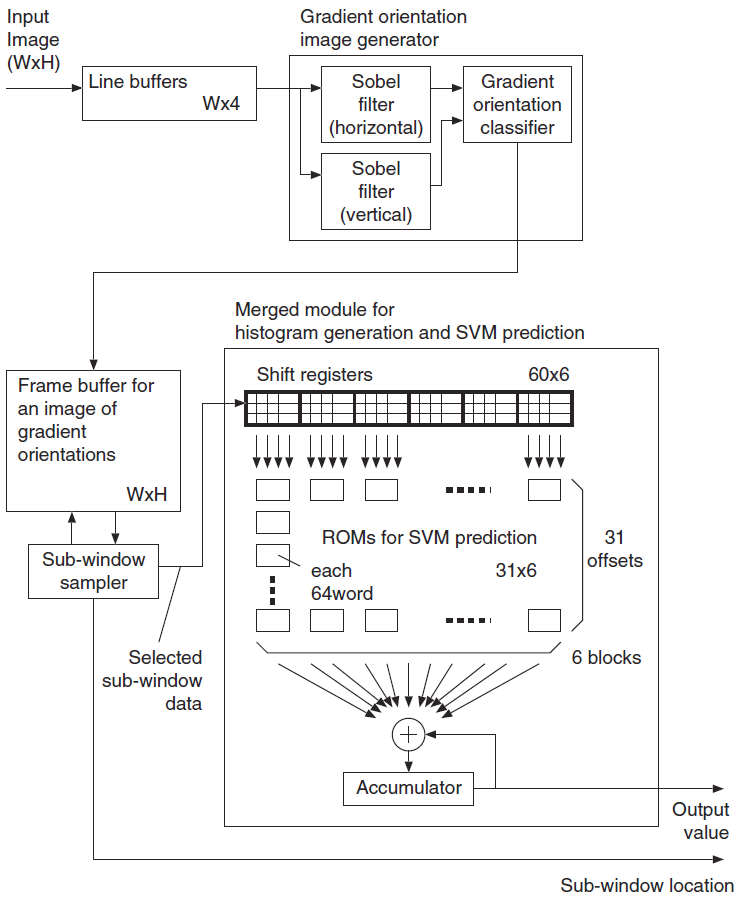 Input
Image
(WxH)
Line buffers
Wx4
Gradient orientation
image generator
Sobel
filter
(horizontal)
Gradient
orientation
classifier
Sobel
filter
(vertical)
Merged module for
histogram generation and SVM prediction
Frame buffer for
an image of
gradient
orientations
WxH
Shift registers
60x6
Sub-window
sampler
ROMs for SVM prediction
each
64word
31x6
31
offsets
Selected
sub-window
data
6 blocks
+
Accumulator
Output
value
Sub-window location